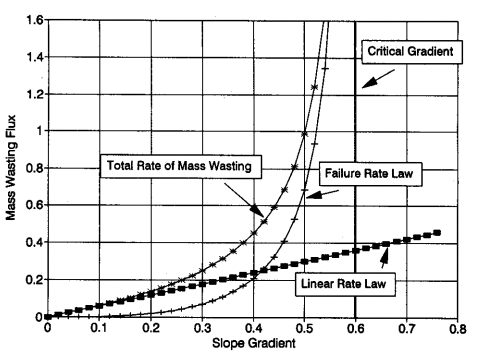 1.6
1.4
1.2
1
0.8
0.6
0.4
0.2
0
Mass Wasting Flux
Critical Gradient
Total Rate of Mass Wasting
Failure Rate Law
Linear Rate Law
0 0.1 0.2 0.3 0.4 0.5 0.6 0.7 0.8
Slope Gradient